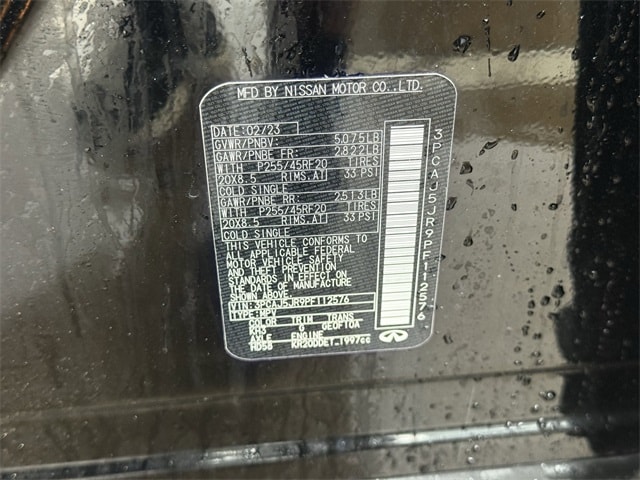 MFD BY NISSAN MOTOR CO.,LTD.
DATE:02/23
GVWR/PNBV: 5075LB
GAWR/PNBE FR: 2822LB
WITH P255/45RF20 TIRES
20X8.5 RIMS,AT 33 PSI
COLD SINGLE
GAWR/PNBE RR: 2513LB
WITH P255/45RF20 TIRES
20X8.5 RIMS,AT 33 PSI
COLD SINGLE
THIS VEHICLE CONFORMS TO
ALL APPLICABLE FEDERAL
MOTOR VEHICLE SAFETY
AND THEFT PREVENTION
STANDARDS IN EFFECT ON
THE DATE OF MANUFACTURE
SHOWN ABOVE.
VIN:3PCAJ5JR9PF112576
TYPE:MPV
COLOR TRIM TRANS
KH3 G GE0F10A
AXLE ENGINE
HD58 KR20DDET 1997cc
3PCAJ5JR9PF112576